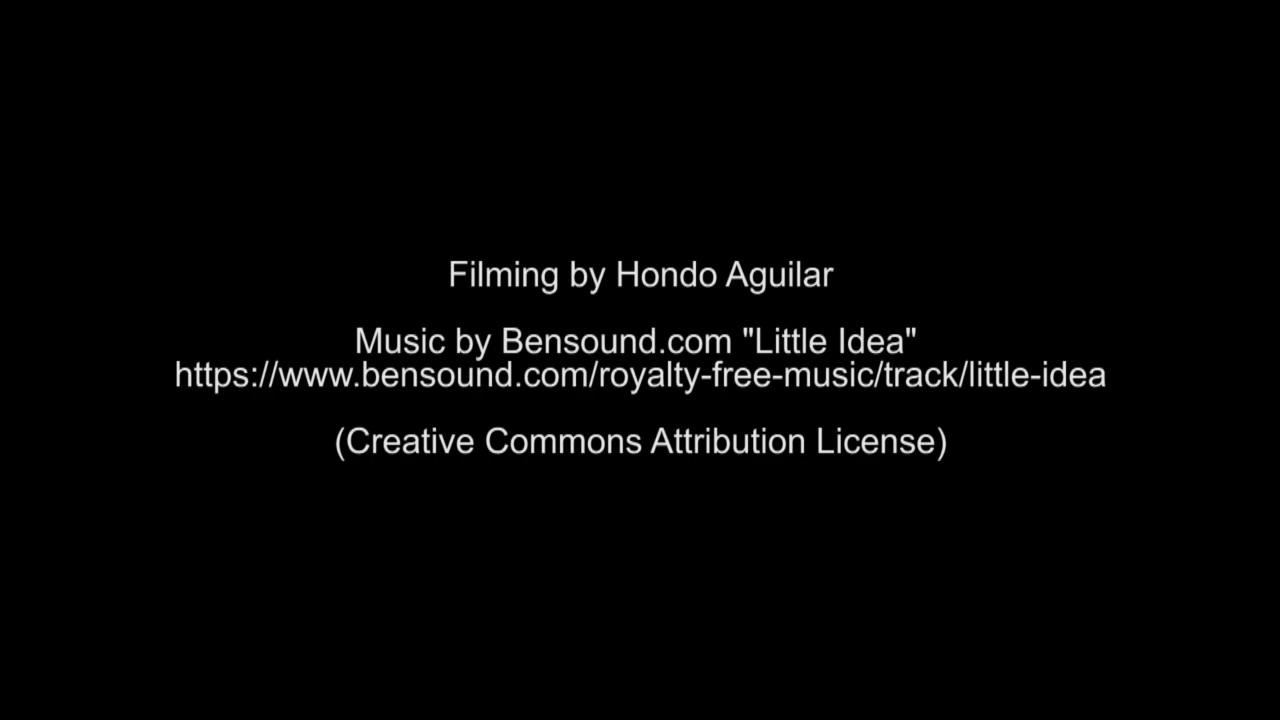 Filming by Hondo Aguilar
Music by Bensound.com "Little Idea"
https://www.bensound.com/royalty-free-music/track/little-idea
(Creative Commons Attribution License)